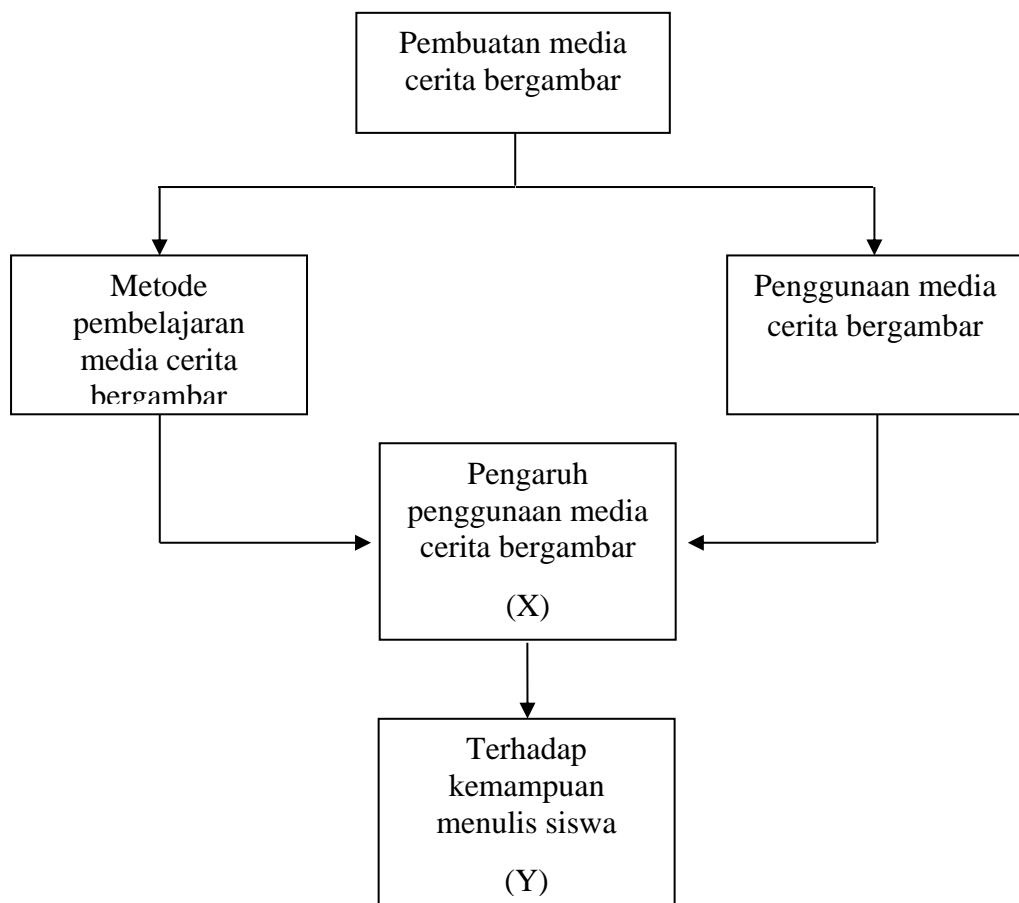 Pembuatan media
cerita bergambar
Metode
pembelajaran
media cerita
bergambar
Penggunaan media
cerita bergambar
Pengaruh
penggunaan media
cerita bergambar
(X)
Terhadap
kemampuan
menulis siswa
(Y)